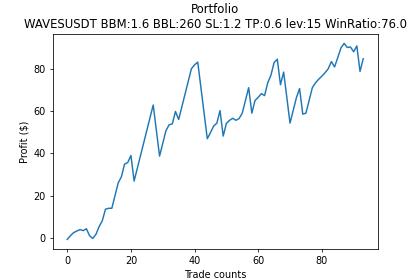 Portfolio
WAVESUSDT BBM:1.6 BBL:260 SL:1.2 TP:0.6 lev:15 WinRatio:76.0
80
60
40
20
0
Profit ($)
0 20 40 60 80
Trade counts